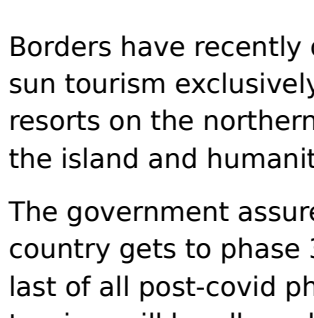 Borders have recently
sun tourism exclusively
resorts on the northern
the island and
The government
country gets to phase
last of all post-covid